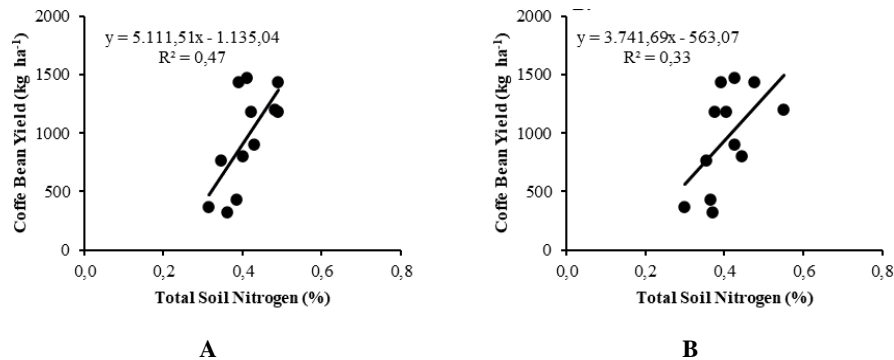 y = 5.111,51x - 1.135,04
R² = 0,47
Coffe Bean Yield (kg ha⁻¹)
2000
1500
1000
500
0
0,0 0,2 0,4 0,6 0,8
Total Soil Nitrogen (%)
A
y = 3.741,69x - 563,07
R² = 0,33
Coffe Bean Yield (kg ha⁻¹)
2000
1500
1000
500
0
0,0 0,2 0,4 0,6 0,8
Total Soil Nitrogen (%)
B